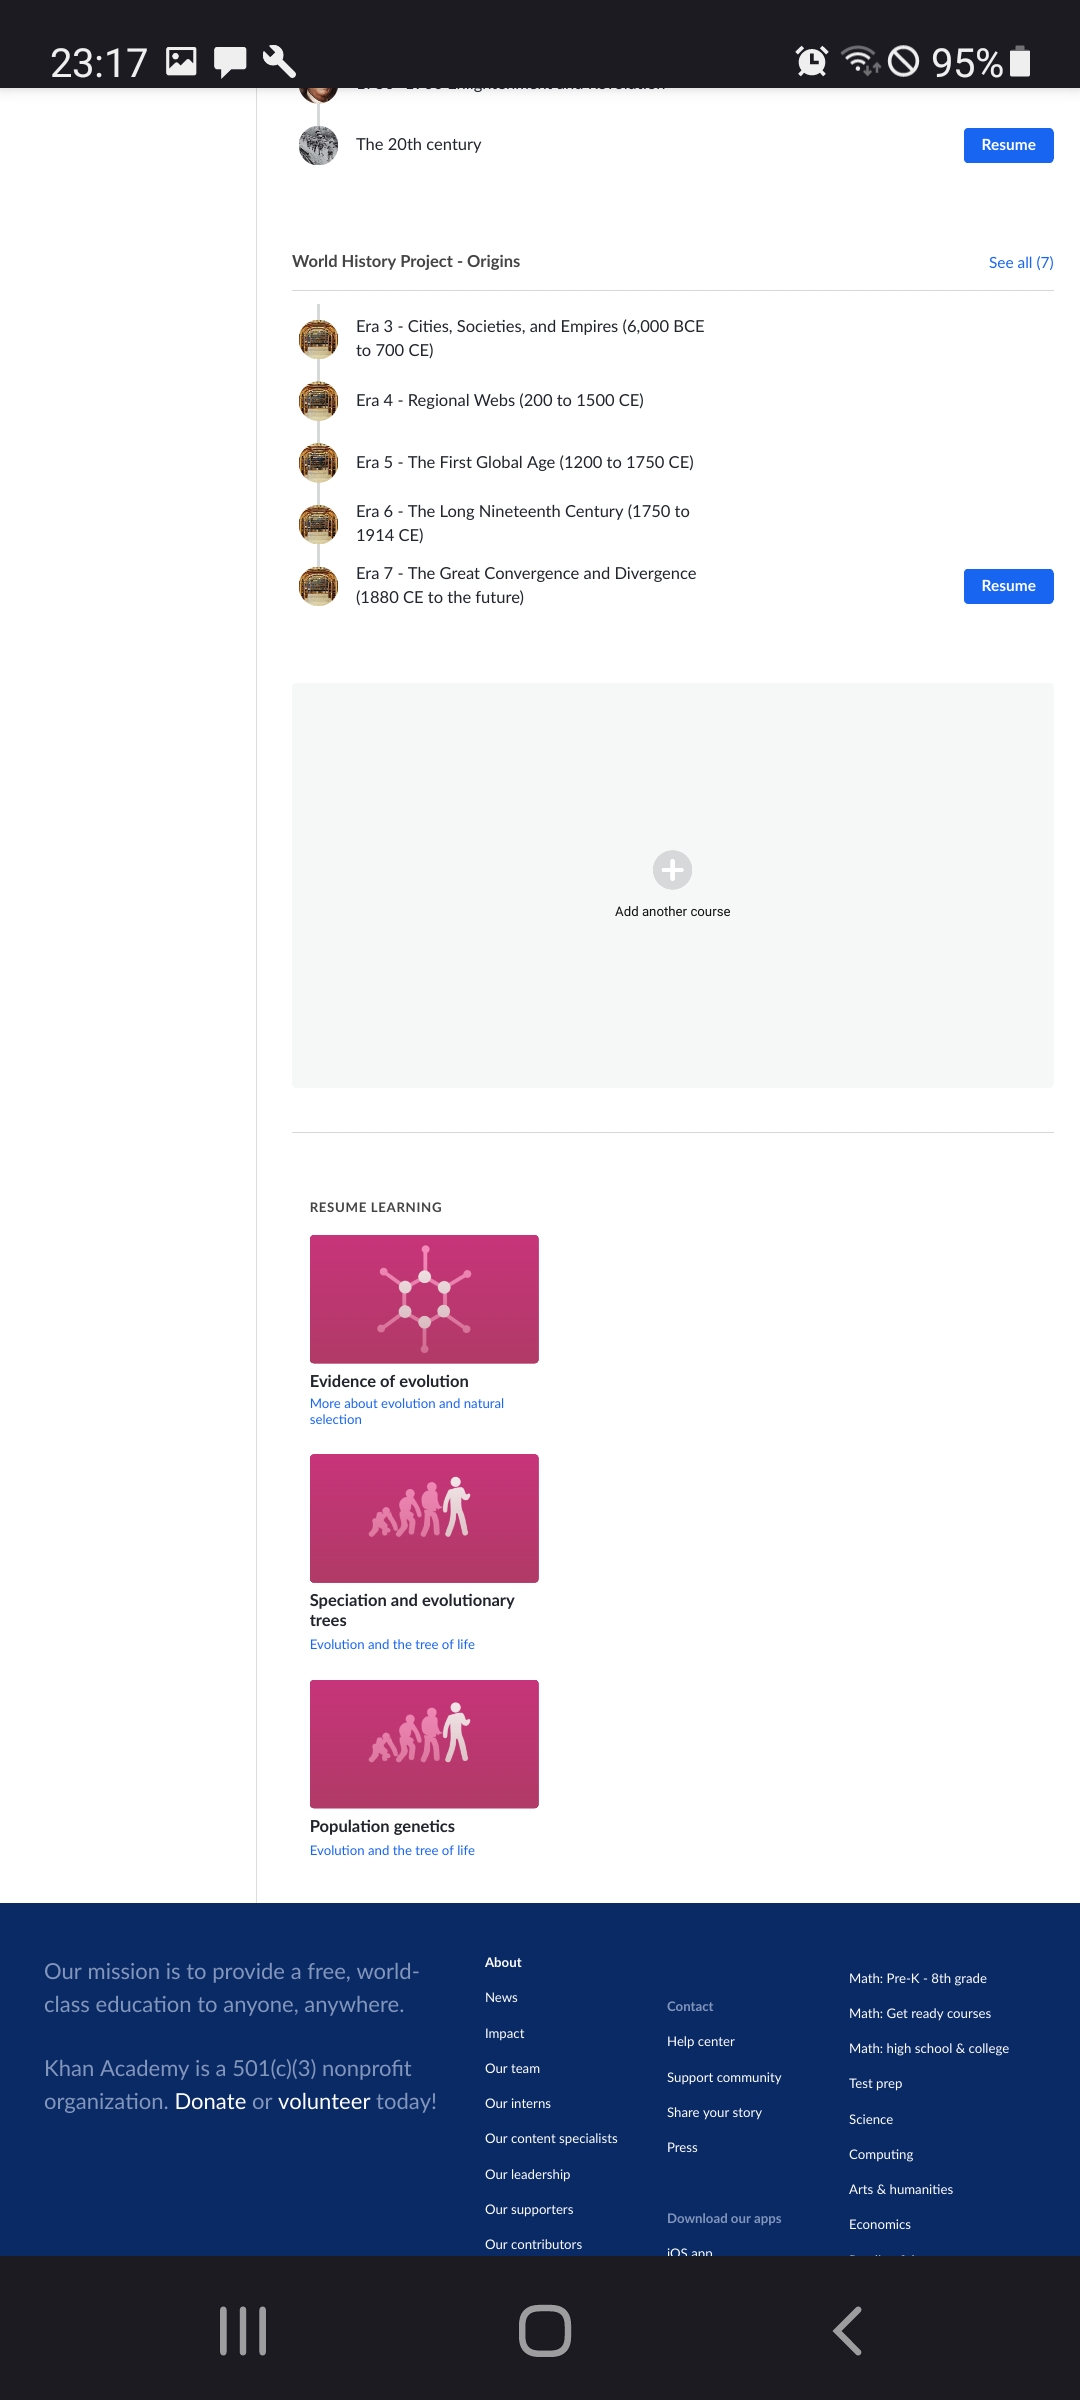 23:17
95%
The 20th century
Resume
World History Project - Origins
See all (7)
Era 3 - Cities, Societies, and Empires (6,000 BCE
to 700 CE)
Era 4 - Regional Webs (200 to 1500 CE)
Era 5 - The First Global Age (1200 to 1750 CE)
Era 6 - The Long Nineteenth Century (1750 to
1914 CE)
Era 7 - The Great Convergence and Divergence
(1880 CE to the future)
Resume
Add another course
RESUME LEARNING
Evidence of evolution
More about evolution and natural
selection
Speciation and evolutionary
trees
Evolution and the tree of life
Population genetics
Evolution and the tree of life
Our mission is to provide a free, world-
class education to anyone, anywhere.
Khan Academy is a 501(c)(3) nonprofit
organization. Donate or volunteer today!
About
News
Impact
Our team
Our interns
Our content specialists
Our leadership
Our supporters
Our contributors
Contact
Help center
Support community
Share your story
Press
Download our apps
iOS app
Math: Pre-K - 8th grade
Math: Get ready courses
Math: high school & college
Test prep
Science
Computing
Arts & humanities
Economics